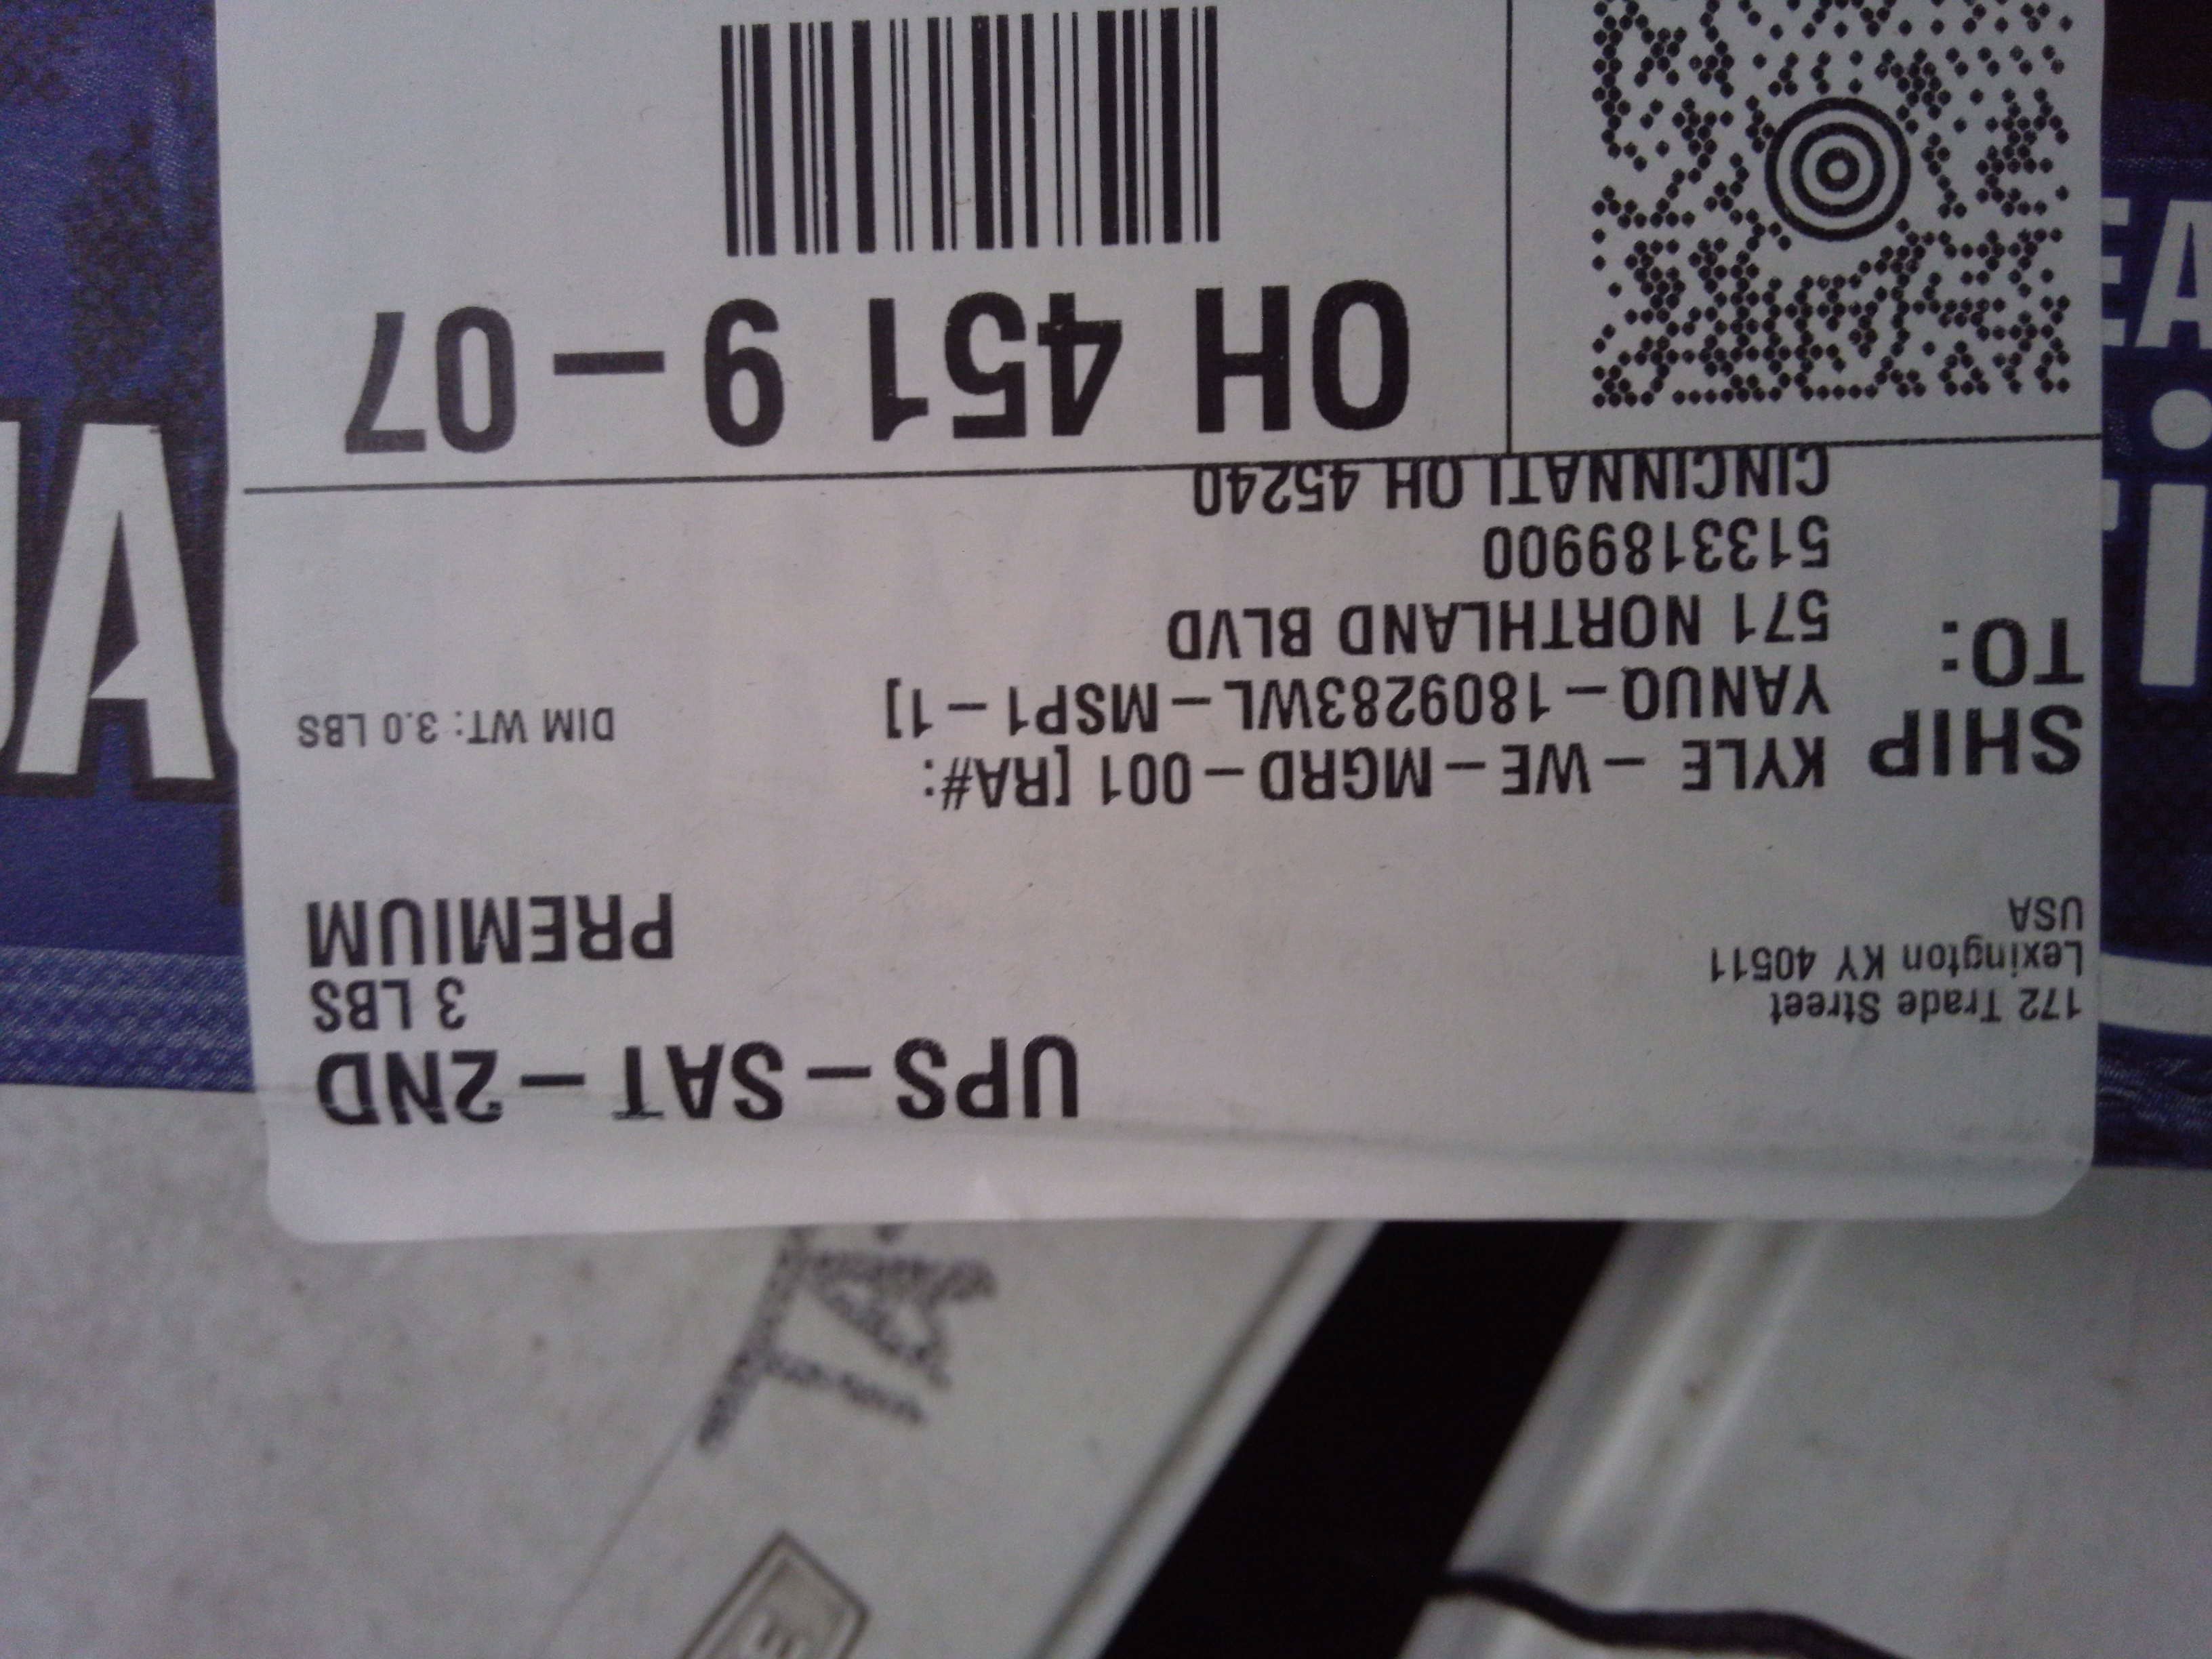 UPS-SAT-2ND
3 LBS
PREMIUM
172 Trade Street
Lexington KY 40511
USA
DIM WT: 3.0 LBS
SHIP TO:
KYLE - WE-MGRD-001 [RA#:
YANUQ-1809283WL-MSP1-1]
571 NORTHLAND BLVD
5133189900
CINCINNATI OH 45240
OH 451 9-07